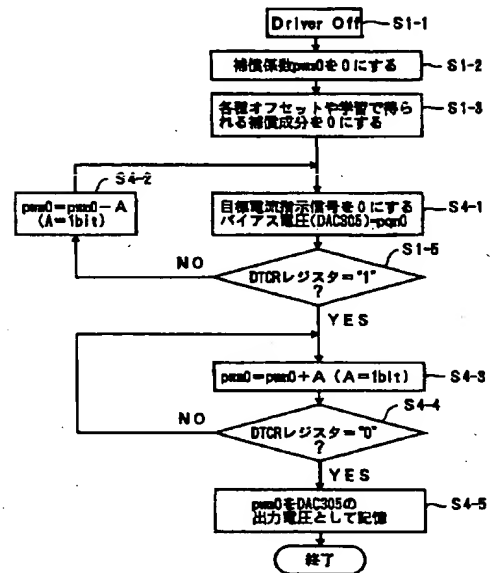 Driver Off
S1-1
補償係数pwm0を0にする
S1-2
各種オフセットや学習で得ら
れる補償成分を0にする
S1-3
S4-2
pwm0=pwm0-A
(A=1bit)
目標電流指示信号を0にする
バイアス電圧(DAC305)=pqm0
S4-1
S1-5
NO
DTCRレジスター="1"
?
YES
pwm0=pwm0+A (A=1bit)
S4-3
S4-4
NO
DTCRレジスター="0"
?
YES
pwm0をDAC305の
出力電圧として記憶
S4-5
終了